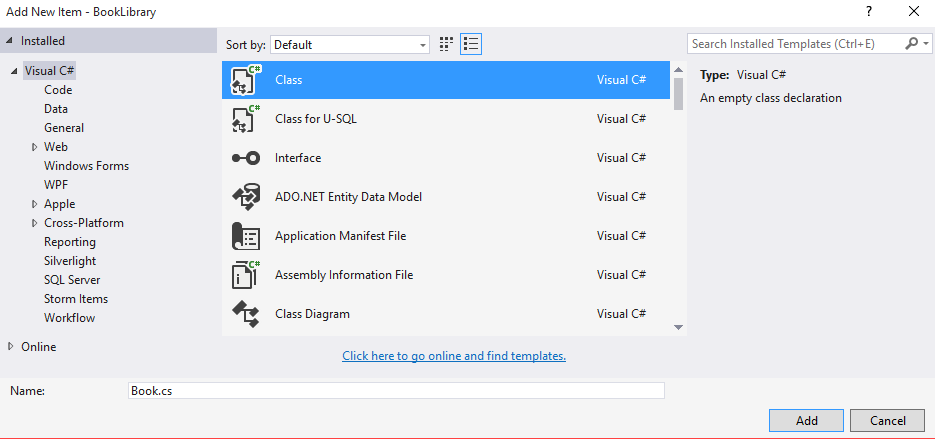 Add New Item - BookLibrary
? 
Installed
Sort by: Default
Search Installed Templates (Ctrl+E)
Visual C#
Code
Data
General
Web
Windows Forms
WPF
Apple
Cross-Platform
Reporting
Silverlight
SQL Server
Storm Items
Workflow
Online
C# Class Visual C#
C# Class for U-SQL Visual C#
Interface Visual C#
ADO.NET Entity Data Model Visual C#
Application Manifest File Visual C#
C# Assembly Information File Visual C#
Class Diagram Visual C#
Click here to go online and find templates.
Type: Visual C#
An empty class declaration
Name: Book.cs
Add Cancel